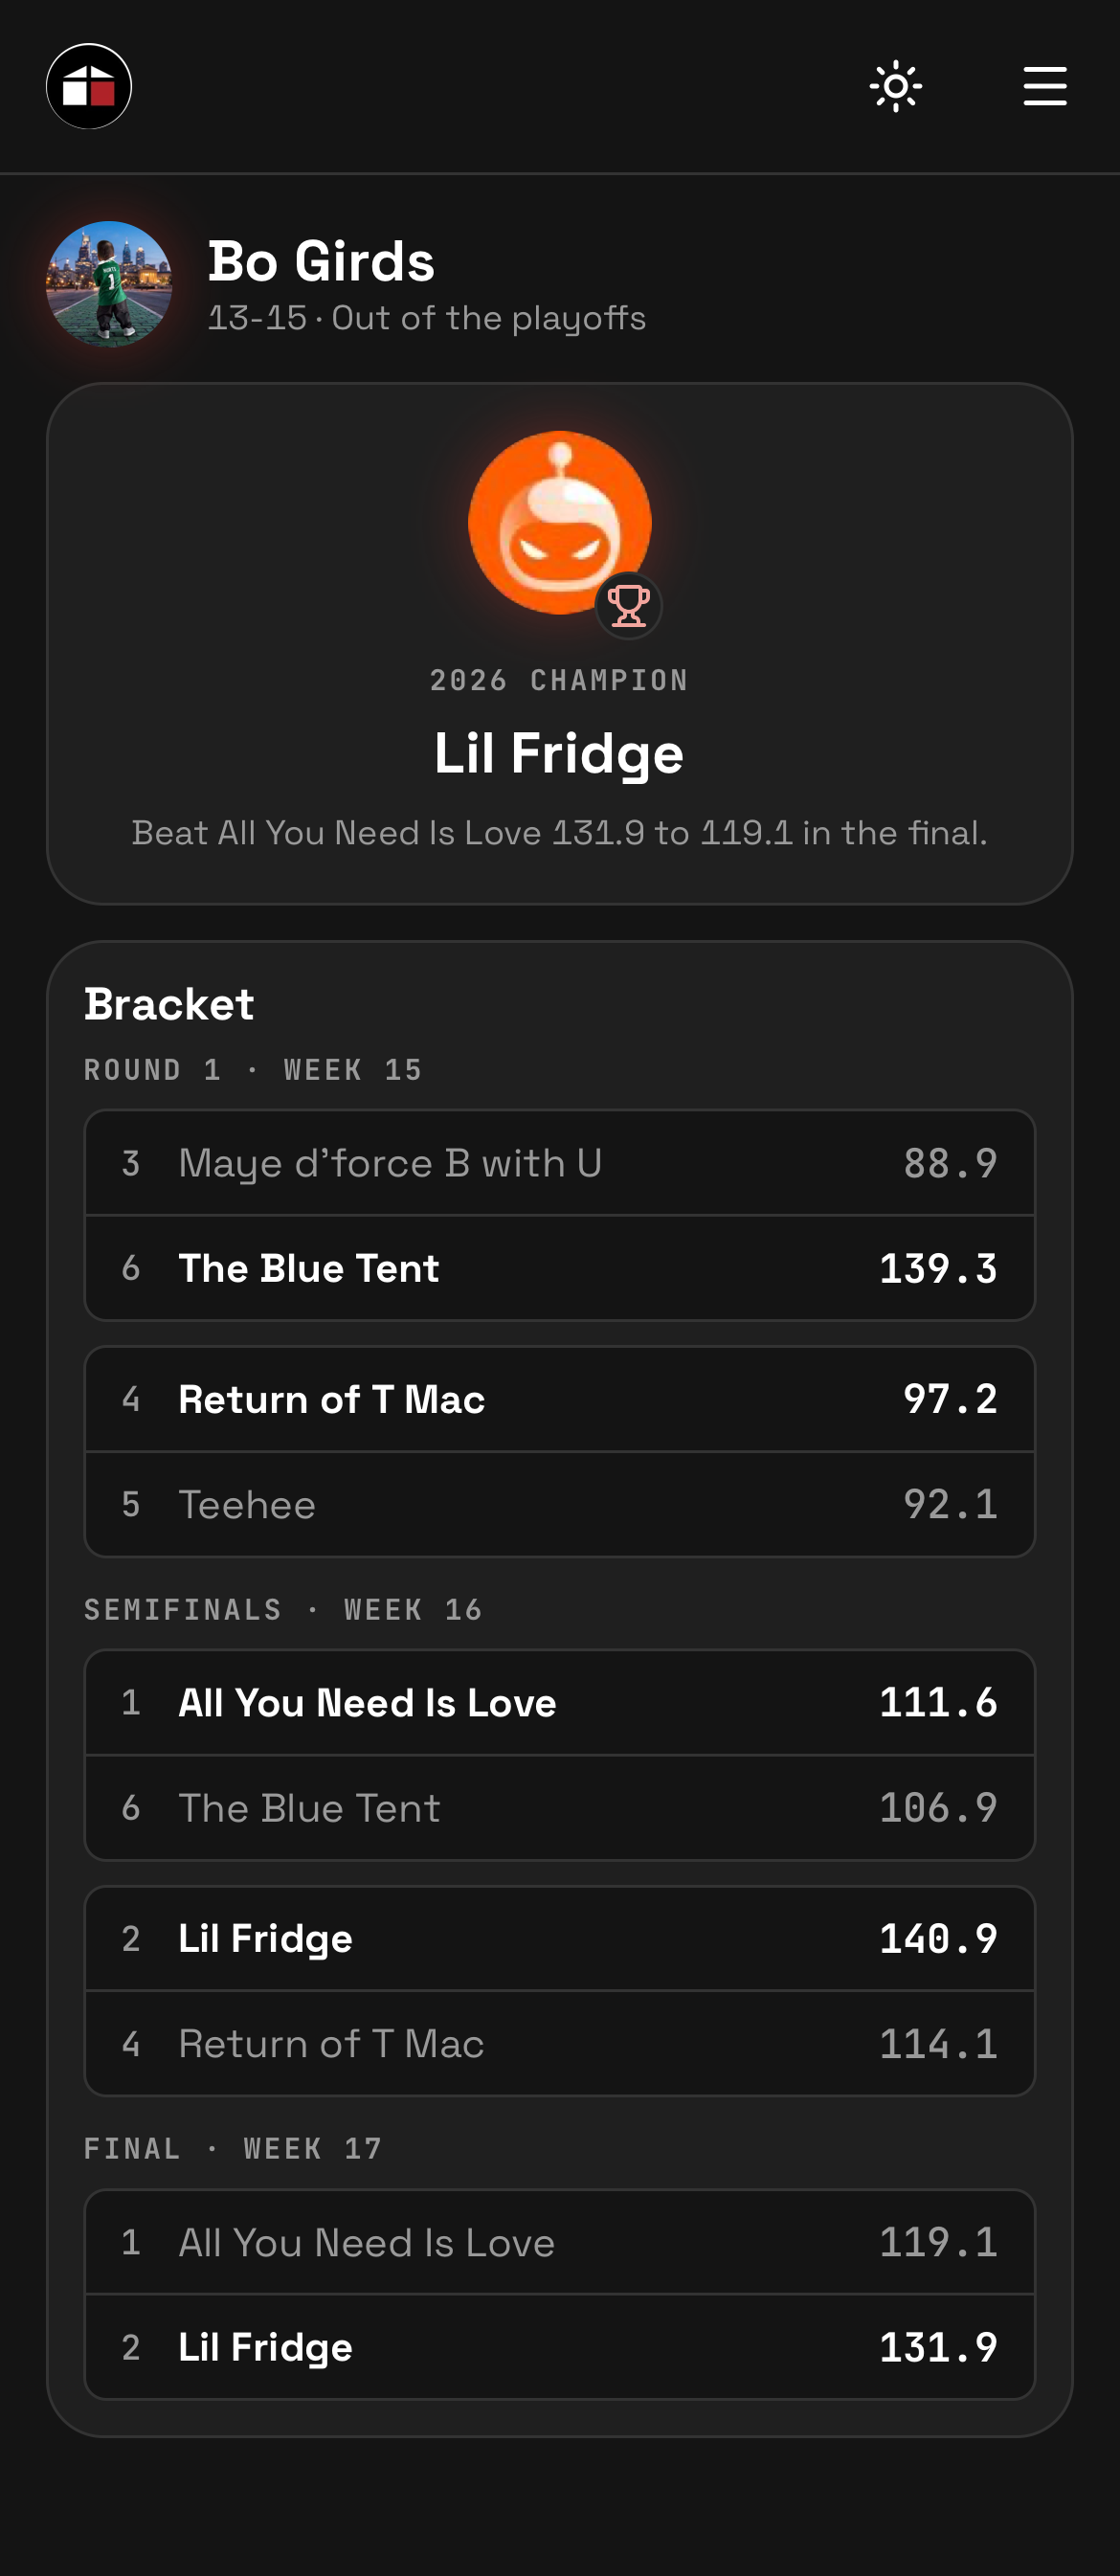 Bo Girds
13-15 · Out of the playoffs
2026 CHAMPION
Lil Fridge
Beat All You Need Is Love 131.9 to 119.1 in the final.
Bracket
ROUND 1 · WEEK 15
3 Maye d’force B with U 88.9
6 The Blue Tent 139.3
4 Return of T Mac 97.2
5 Teehee 92.1
SEMIFINALS · WEEK 16
1 All You Need Is Love 111.6
6 The Blue Tent 106.9
2 Lil Fridge 140.9
4 Return of T Mac 114.1
FINAL · WEEK 17
1 All You Need Is Love 119.1
2 Lil Fridge 131.9